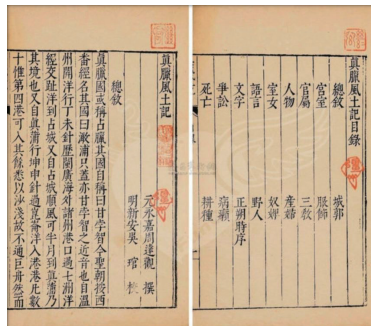 眞臘風土記目錄
總敘 城郭
宮室 服飾
官屬 三教
人物 產婦
室女 奴婢
語言 野人
文字 正朔時序
爭訟 病癩
死亡 耕種
眞臘風土記
元永嘉周達觀 撰
明新安吳琯 校
總敘
眞臘國或稱占臘其國自稱曰甘孛智今聖朝按西
番經名其國曰澉浦只蓋亦甘孛智之近音也自溫
州開洋行丁未針歷閩廣海外諸州港口過七洲洋
經交趾洋到占城又自占城順風可半月到眞蒲乃
其境也又自眞蒲行坤申針過崑崙洋入港港凡數
十惟第四港可入其餘悉以沙淺故不通巨舟然而